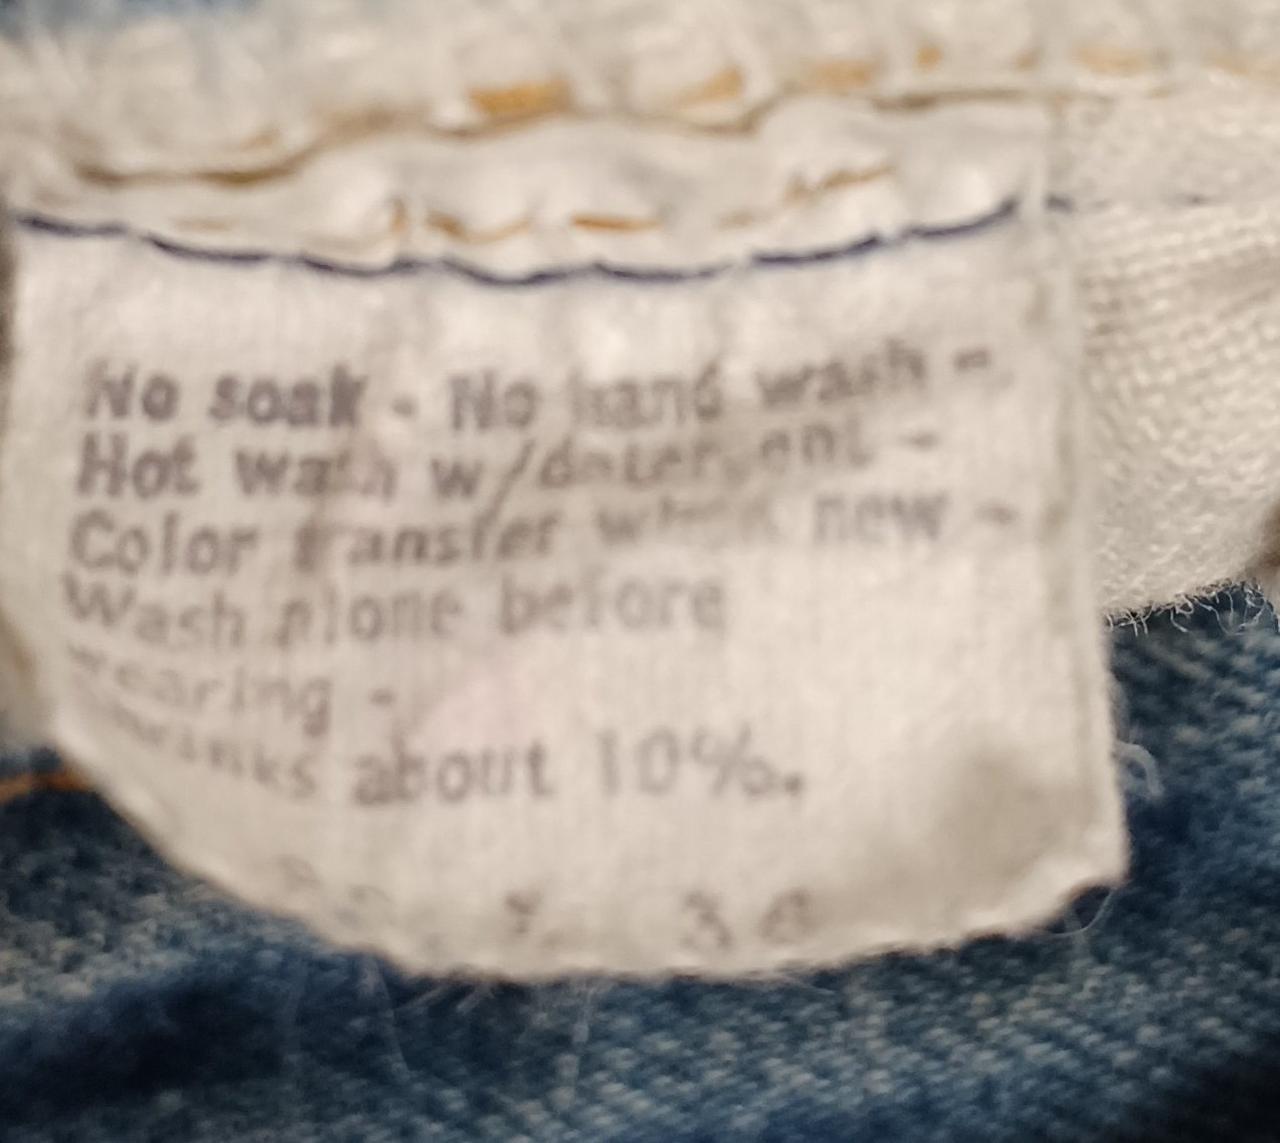 No soak - No hand wash -
Hot wash w/detergent -
Color transfer when new -
Wash alone before
wearing -
Shrinks about 10%.
36